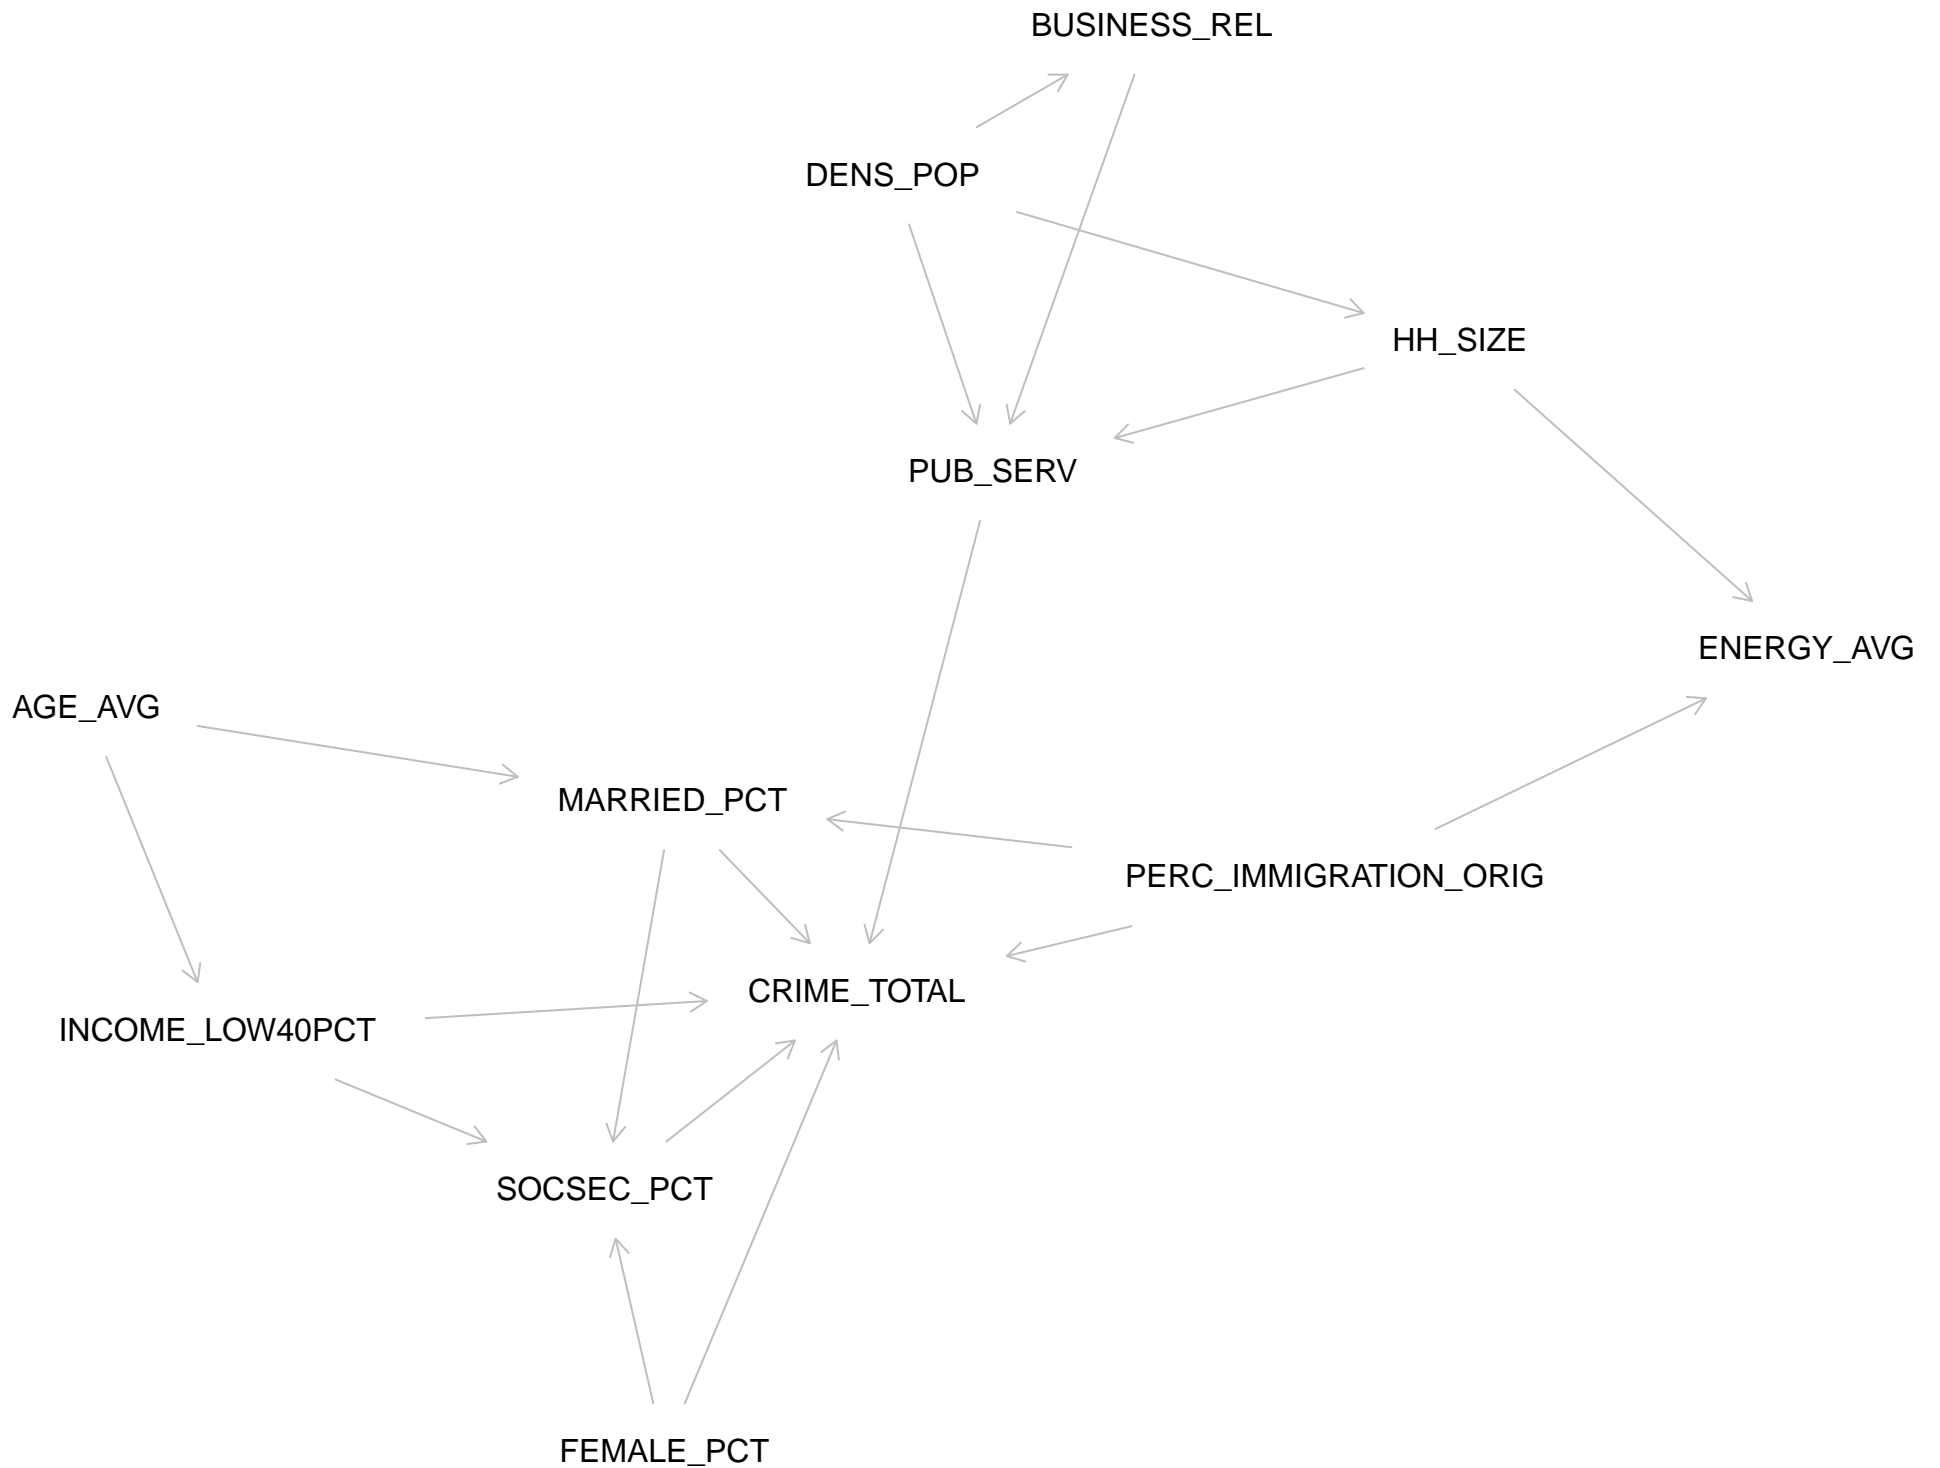 BUSINESS_REL
DENS_POP
HH_SIZE
PUB_SERV
ENERGY_AVG
AGE_AVG
MARRIED_PCT
PERC_IMMIGRATION_ORIG
CRIME_TOTAL
INCOME_LOW40PCT
SOCSEC_PCT
FEMALE_PCT